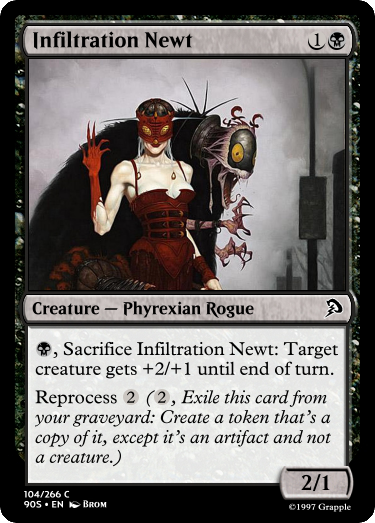 Infiltration Newt 1
Creature — Phyrexian Rogue
, Sacrifice Infiltration Newt: Target
creature gets +2/+1 until end of turn.
Reprocess 2 (2, Exile this card from
your graveyard: Create a token that's a
copy of it, except it's an artifact and not
a creature.)
2/1
104/266 C
90S • EN Brom
©1997 Grapple